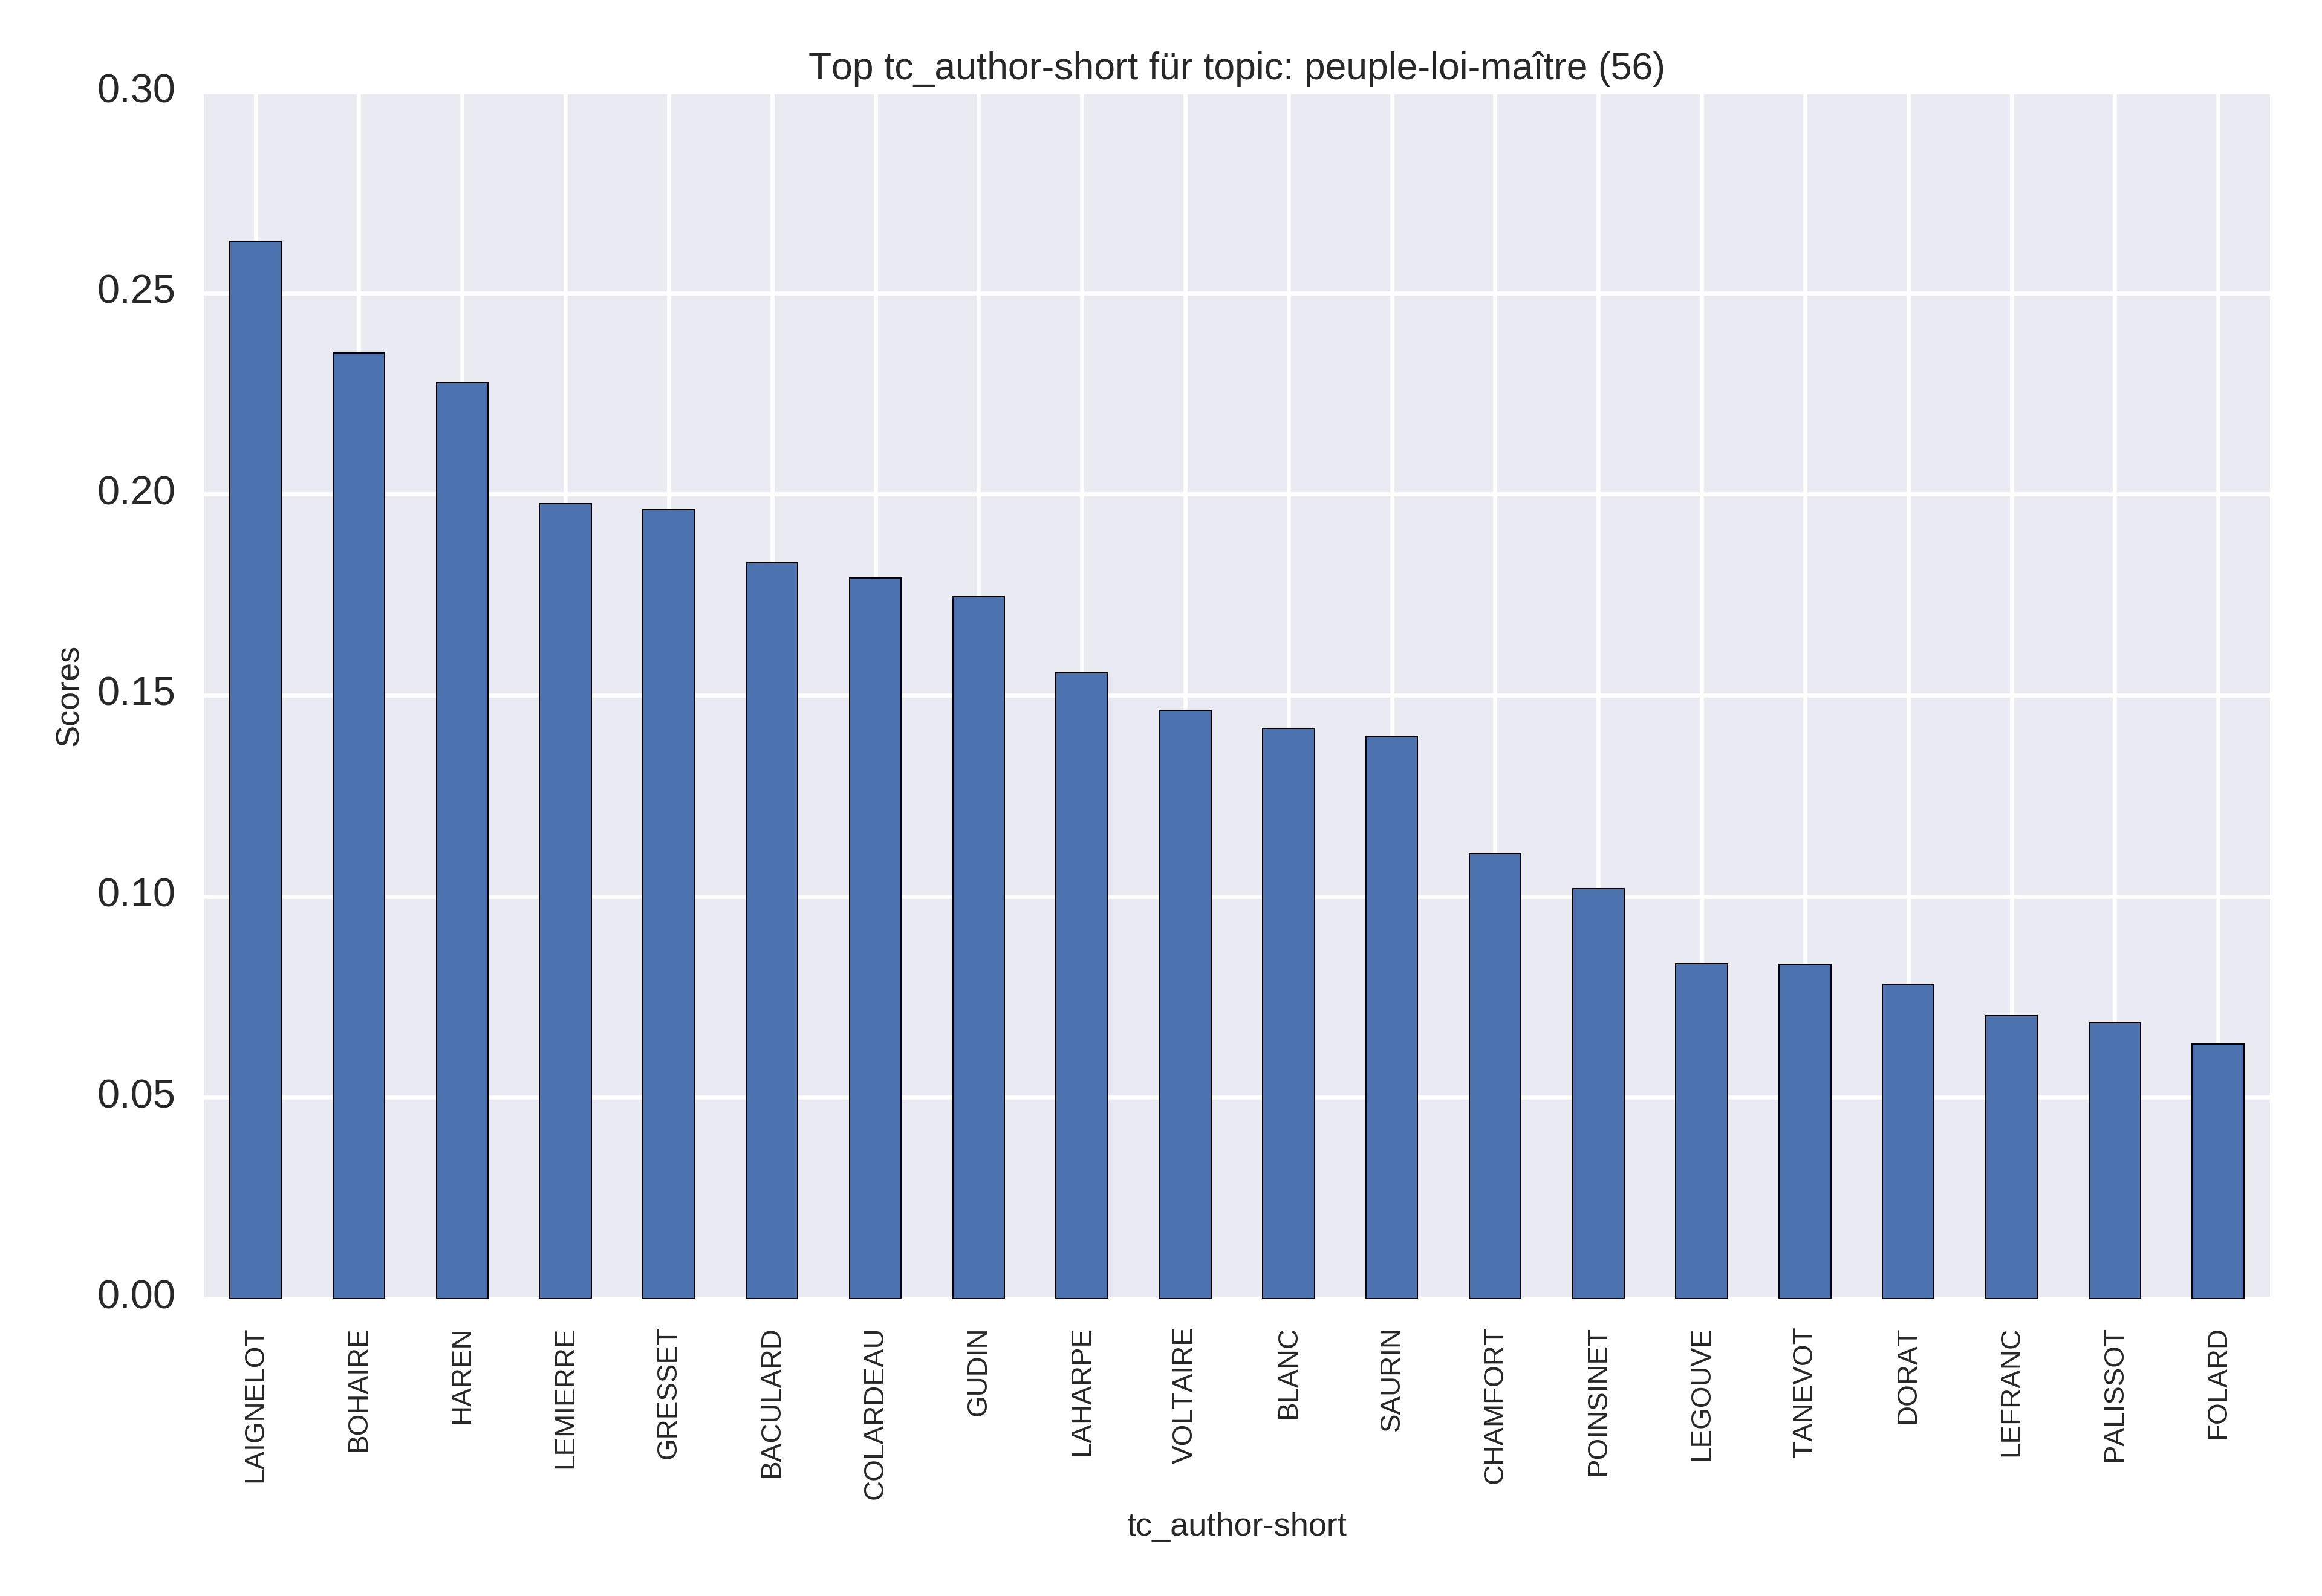 Top tc_author-short für topic: peuple-loi-maître (56)
0.30
0.25
0.20
0.15
0.10
0.05
0.00
Scores
LAIGNELOT
BOHAIRE
HAREN
LEMIERRE
GRESSET
BACULARD
COLARDEAU
GUDIN
LAHARPE
VOLTAIRE
BLANC
SAURIN
CHAMFORT
POINSINET
LEGOUVE
TANEVOT
DORAT
LEFRANC
PALISSOT
FOLARD
tc_author-short